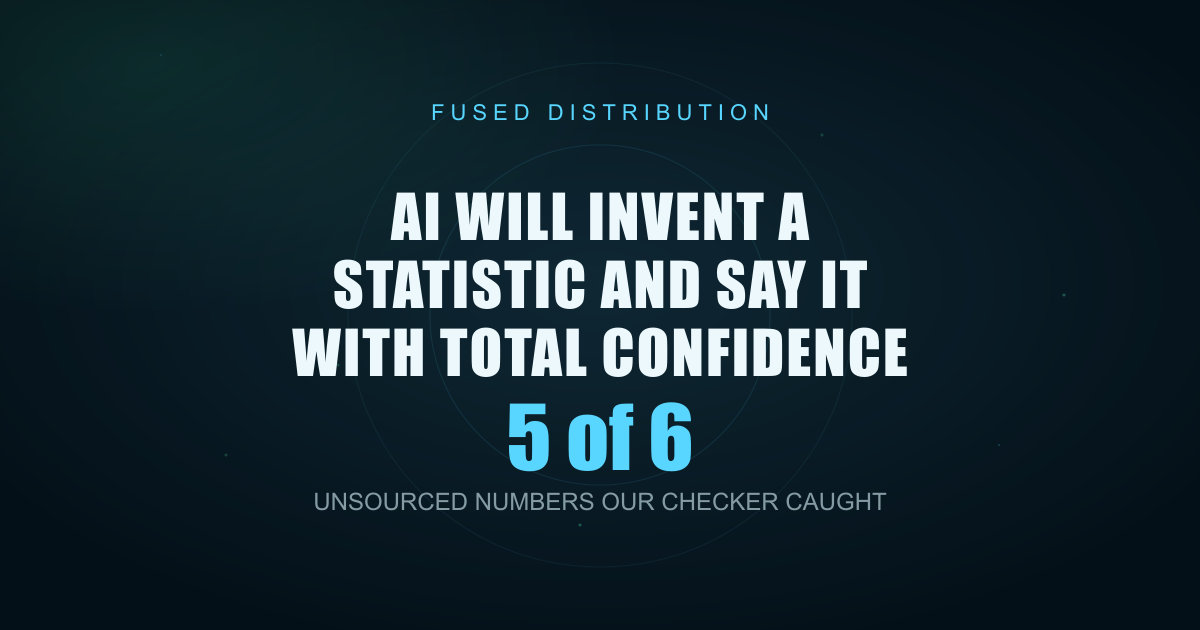 FUSED DISTRIBUTION
AI WILL INVENT A
STATISTIC AND SAY IT
WITH TOTAL CONFIDENCE
5 of 6
UNSOURCED NUMBERS OUR CHECKER CAUGHT